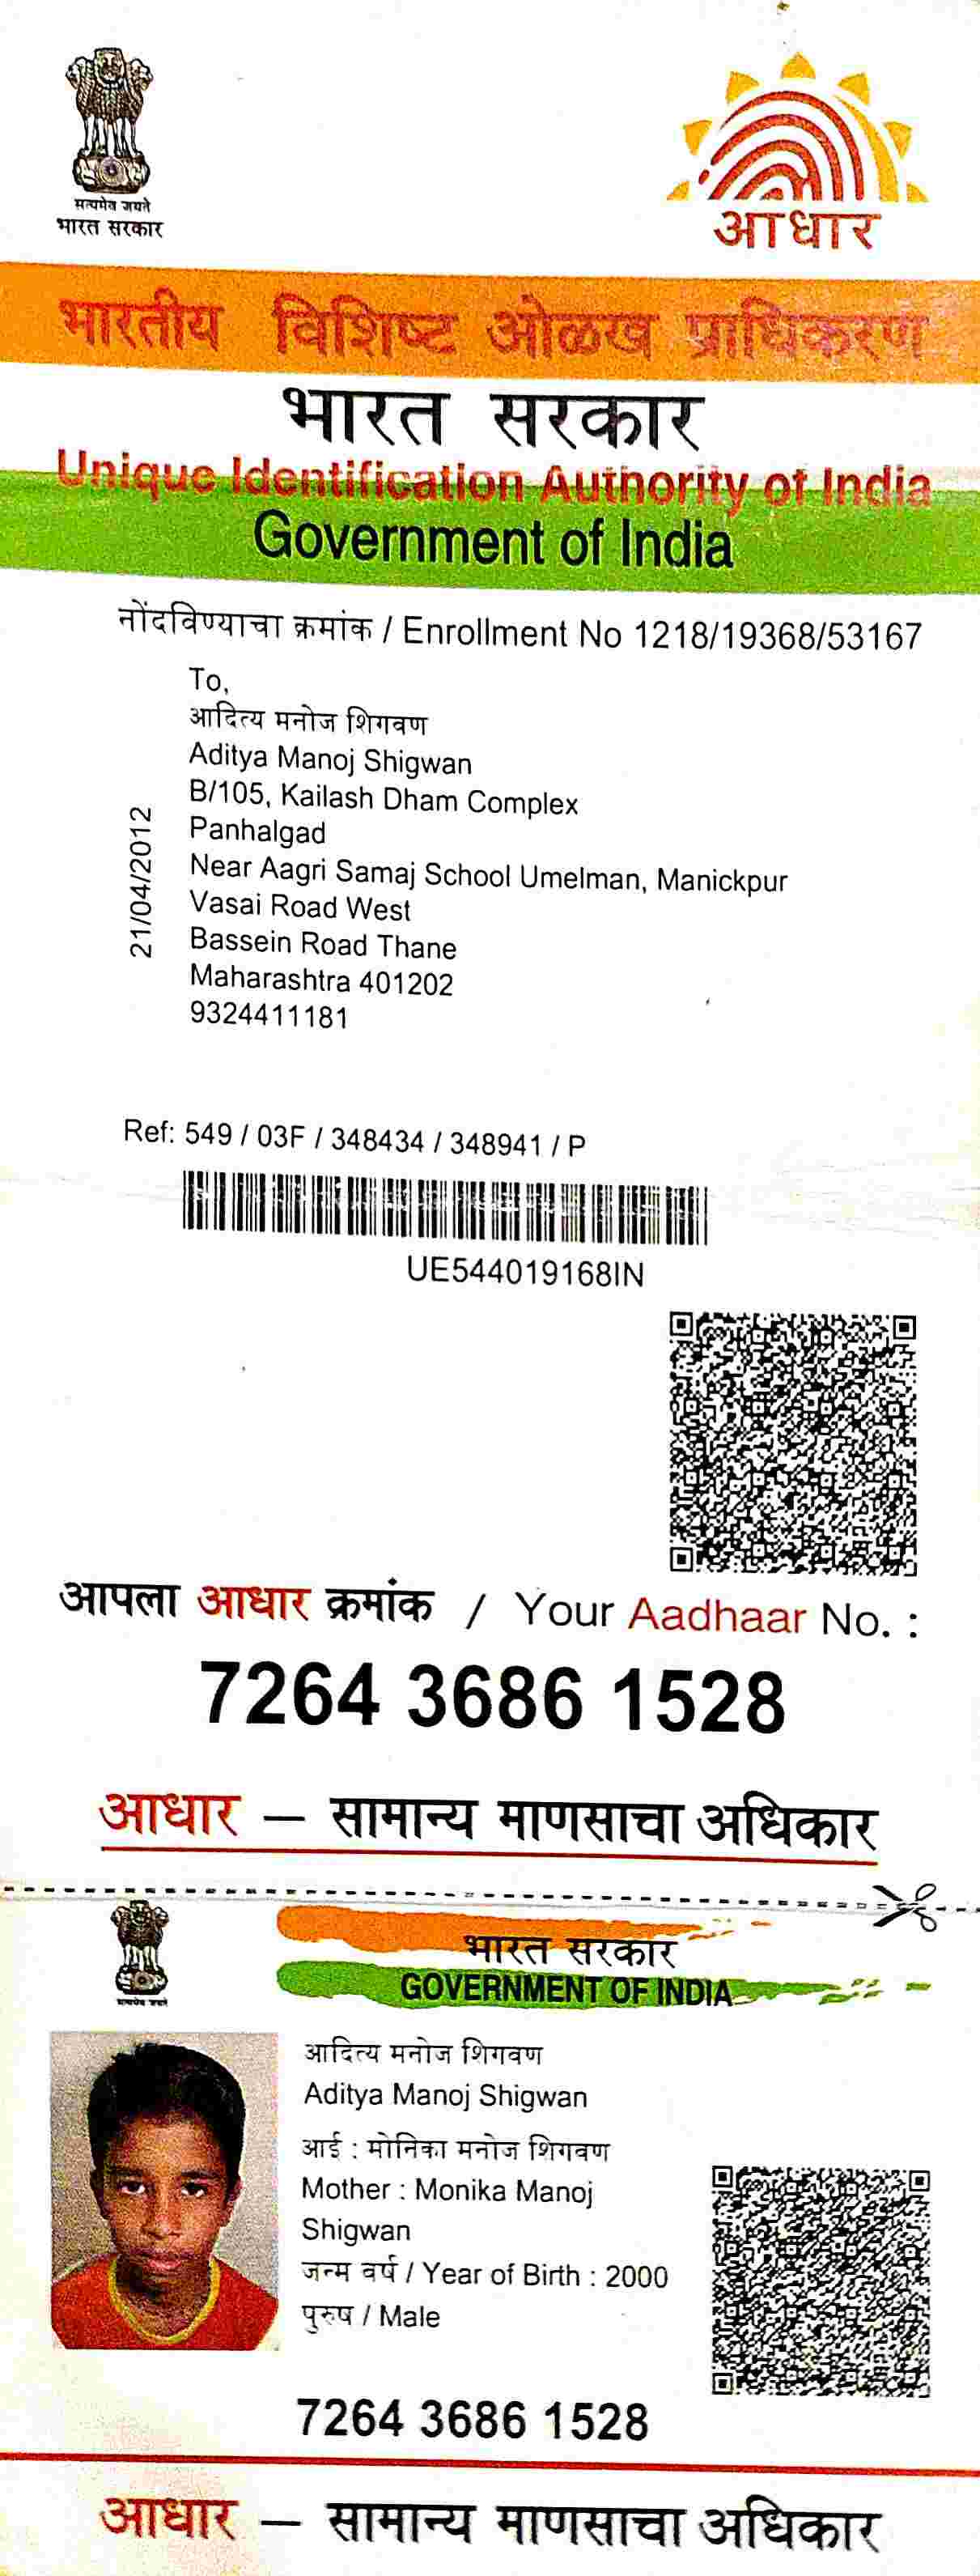 सत्यमेव जयते
भारत सरकार
आधार
भारतीय विशिष्ट ओळख प्राधिकरण
भारत सरकार
Unique Identification Authority of India
Government of India
नोंदविण्याचा क्रमांक / Enrollment No 1218/19368/53167
To,
आदित्य मनोज शिगवण
Aditya Manoj Shigwan
B/105, Kailash Dham Complex
Panhalgad
Near Aagri Samaj School Umelman, Manickpur
Vasai Road West
Bassein Road Thane
Maharashtra 401202
9324411181
21/04/2012
Ref: 549 / 03F / 348434 / 348941 / P
UE544019168IN
आपला आधार क्रमांक / Your Aadhaar No. :
7264 3686 1528
आधार – सामान्य माणसाचा अधिकार
सत्यमेव जयते
भारत सरकार
GOVERNMENT OF INDIA
आदित्य मनोज शिगवण
Aditya Manoj Shigwan
आई : मोनिका मनोज शिगवण
Mother : Monika Manoj
Shigwan
जन्म वर्ष / Year of Birth : 2000
पुरुष / Male
7264 3686 1528
आधार – सामान्य माणसाचा अधिकार